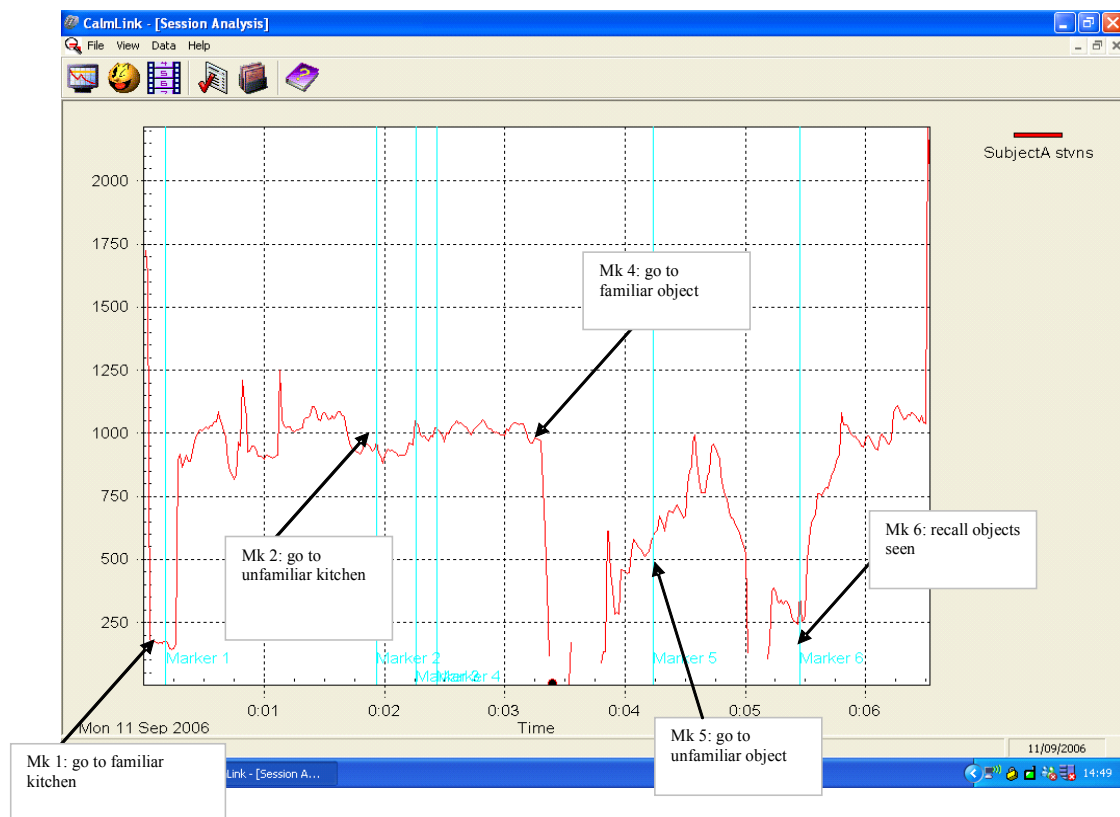 CalmLink - [Session Analysis]
File View Data Help
SubjectA stvns
2000
1750
1500
1250
1000
750
500
250
Mk 4: go to
familiar object
Mk 2: go to
unfamiliar kitchen
Mk 6: recall objects
seen
Marker 1
Marker 2
Marker 4
Marker 5
Marker 6
0:01
0:02
0:03
0:04
0:05
0:06
Mon 11 Sep 2006
Time
Mk 5: go to
unfamiliar object
Mk 1: go to familiar
kitchen
11/09/2006
Link - [Session A...
14:49